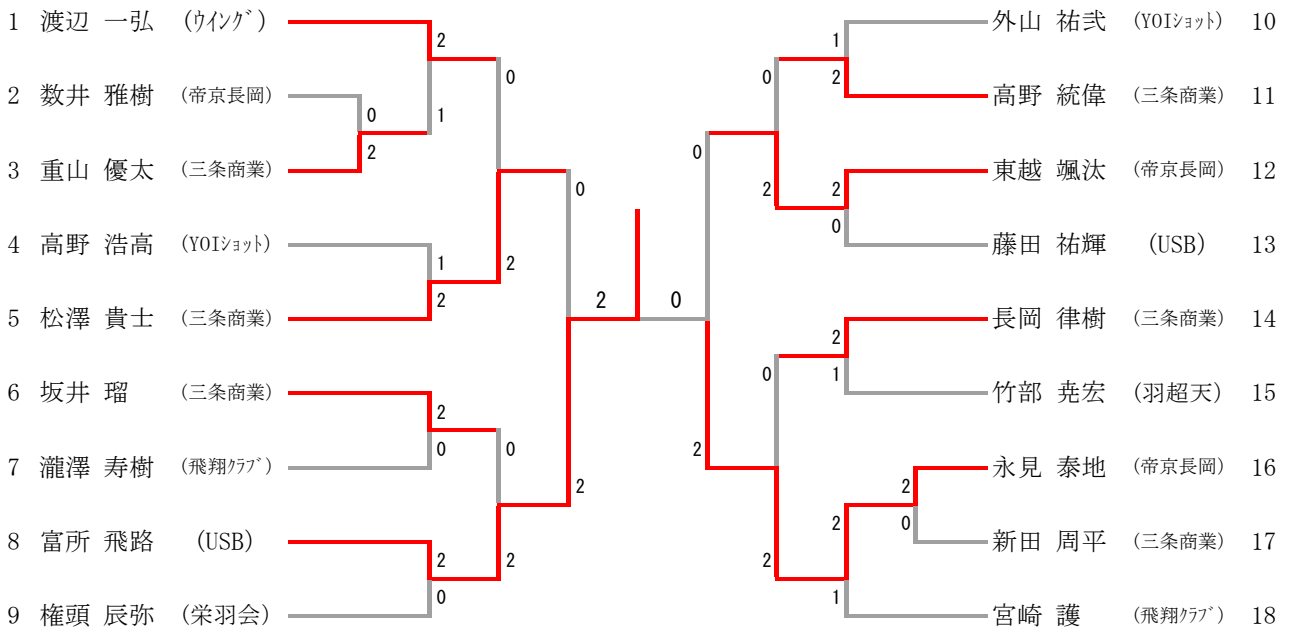 1 渡辺 一弘 (ｳｲﾝｸﾞ)
2 数井 雅樹 (帝京長岡)
3 重山 優太 (三条商業)
4 高野 浩高 (YOIｼｮｯﾄ)
5 松澤 貴士 (三条商業)
6 坂井 瑠 (三条商業)
7 瀧澤 寿樹 (飛翔ｸﾗﾌﾞ)
8 富所 飛路 (USB)
9 権頭 辰弥 (栄羽会)
2
1
0
2
1
2
2
0
2
0
0
2
0
2
0
2
2 0
0
2
0
2
0
2
1
2
2
0
2
1
2
0
2
1
外山 祐弐 (YOIｼｮｯﾄ) 10
高野 統偉 (三条商業) 11
東越 颯汰 (帝京長岡) 12
藤田 祐輝 (USB) 13
長岡 律樹 (三条商業) 14
竹部 尭宏 (羽超天) 15
永見 泰地 (帝京長岡) 16
新田 周平 (三条商業) 17
宮崎 護 (飛翔ｸﾗﾌﾞ) 18